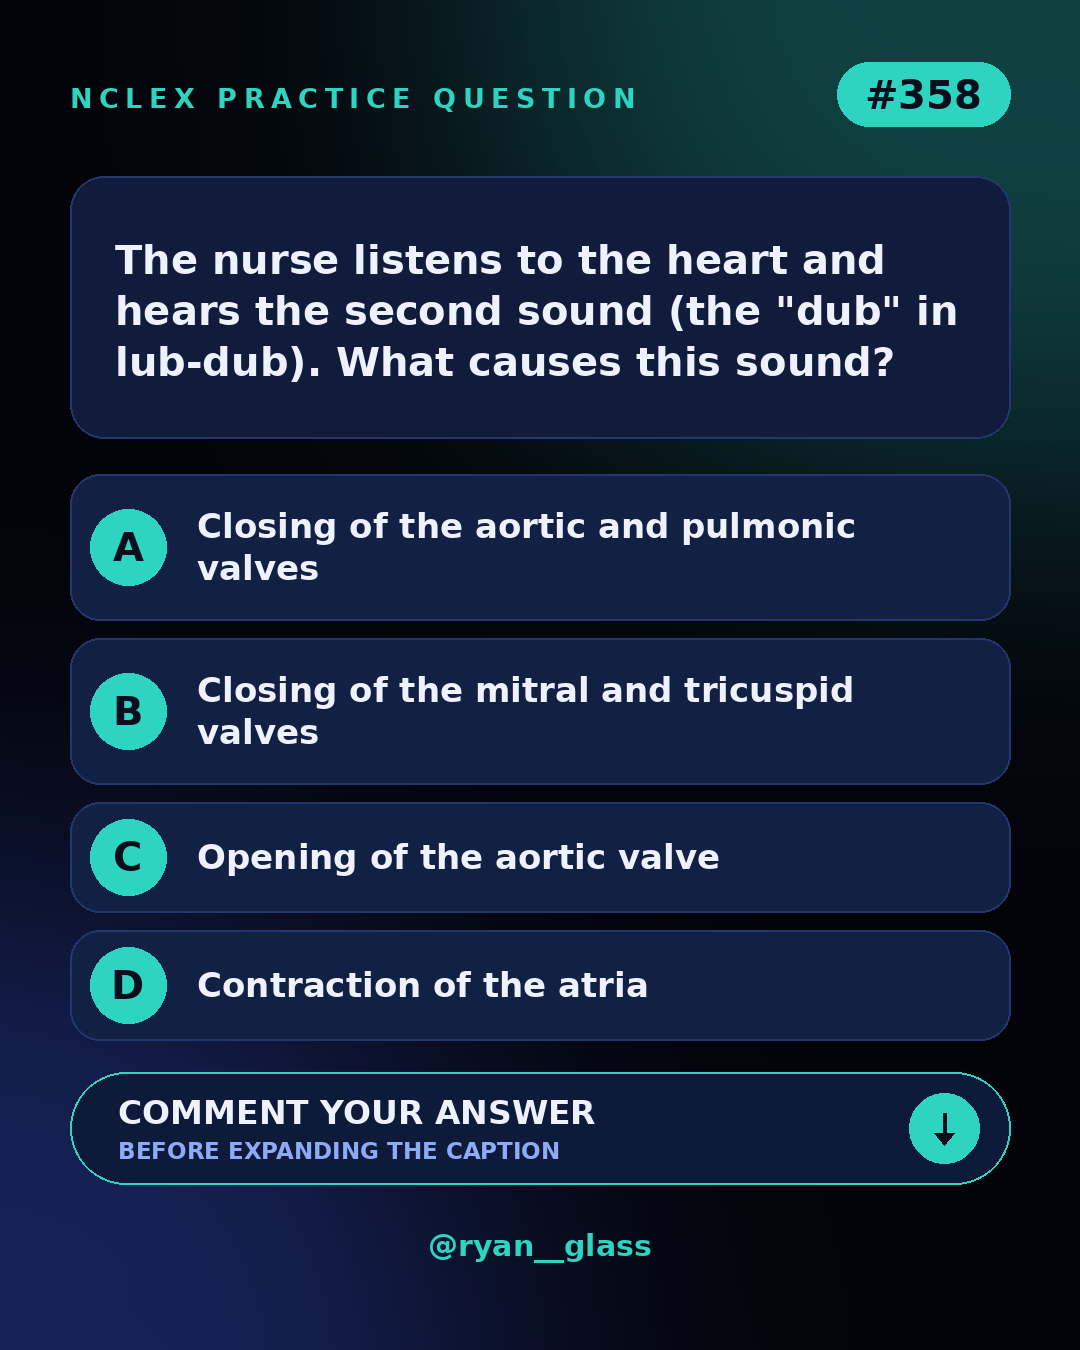 NCLEX PRACTICE QUESTION
#358
The nurse listens to the heart and
hears the second sound (the "dub" in
lub-dub). What causes this sound?
A
Closing of the aortic and pulmonic
valves
B
Closing of the mitral and tricuspid
valves
C
Opening of the aortic valve
D
Contraction of the atria
COMMENT YOUR ANSWER
BEFORE EXPANDING THE CAPTION
@ryan__glass